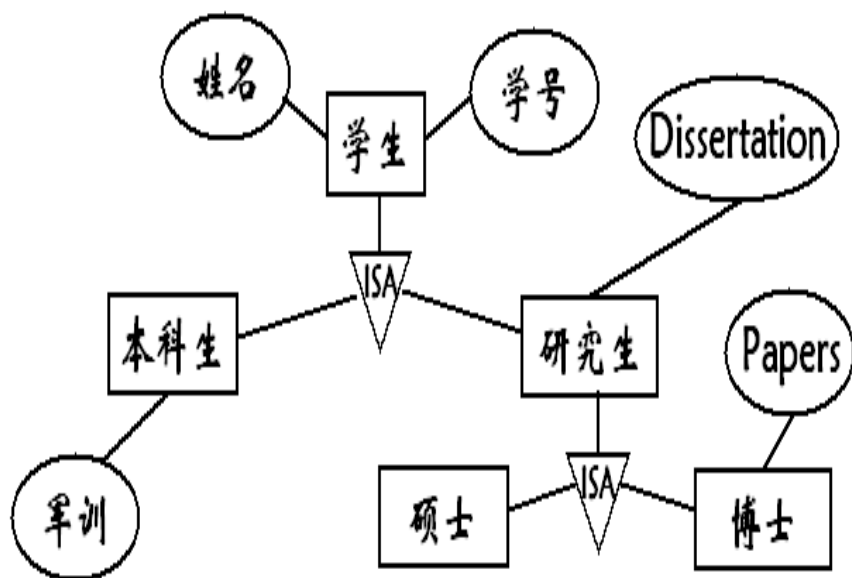 姓名
学号
学生
Dissertation
ISA
本科生
研究生
Papers
军训
硕士
ISA
博士